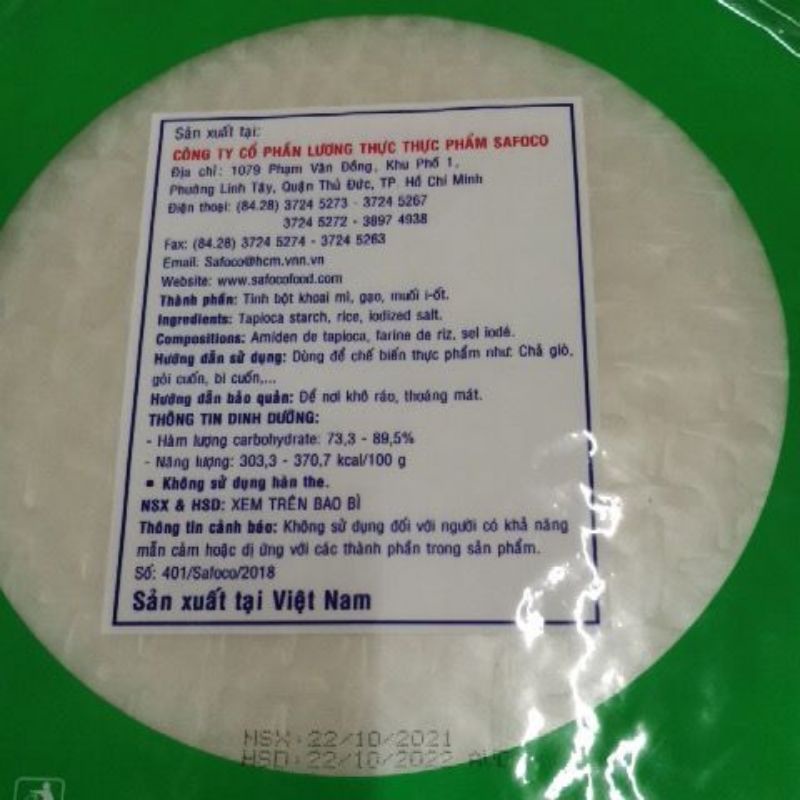 Sản xuất tại:
CÔNG TY CỔ PHẦN LƯƠNG THỰC THỰC PHẨM SAFOCO
Địa chỉ: 1079 Phạm Văn Đồng, Khu Phố 1,
Phường Linh Tây, Quận Thủ Đức, TP. Hồ Chí Minh
Điện thoại: (84.28) 3724 5273 - 3724 5267
3724 5272 - 3897 4938
Fax: (84.28) 3724 5274 - 3724 5263
Email: Safoco@hcm.vnn.vn
Website: www.safocofood.com
Thành phần: Tinh bột khoai mì, gạo, muối i-ốt.
Ingredients: Tapioca starch, rice, iodized salt.
Compositions: Amiden de tapioca, farine de riz, sel iodé.
Hướng dẫn sử dụng: Dùng để chế biến thực phẩm như: Chả giò,
gỏi cuốn, bì cuốn,...
Hướng dẫn bảo quản: Để nơi khô ráo, thoáng mát.
THÔNG TIN DINH DƯỠNG:
- Hàm lượng carbohydrate: 73,3 - 89,5%
- Năng lượng: 303,3 - 370,7 kcal/100 g
• Không sử dụng hàn the.
NSX & HSD: XEM TRÊN BAO BÌ
Thông tin cảnh báo: Không sử dụng đối với người có khả năng
mẫn cảm hoặc dị ứng với các thành phần trong sản phẩm.
Số: 401/Safoco/2018
Sản xuất tại Việt Nam
NSX:22/10/2021
HSD:22/10/2022